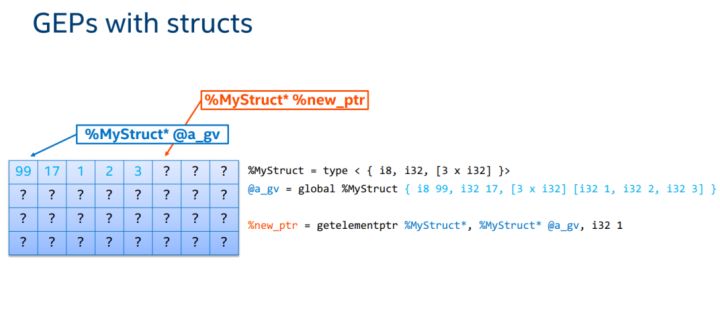 GEPs with structs
%MyStruct* %new_ptr
%MyStruct* @a_gv
99 17 1 2 3 ? ? ?
? ? ? ? ? ? ? ?
? ? ? ? ? ? ? ?
? ? ? ? ? ? ? ?
%MyStruct = type < { i8, i32, [3 x i32] }>
@a_gv = global %MyStruct { i8 99, i32 17, [3 x i32] [i32 1, i32 2, i32 3] }
%new_ptr = getelementptr %MyStruct*, %MyStruct* @a_gv, i32 1